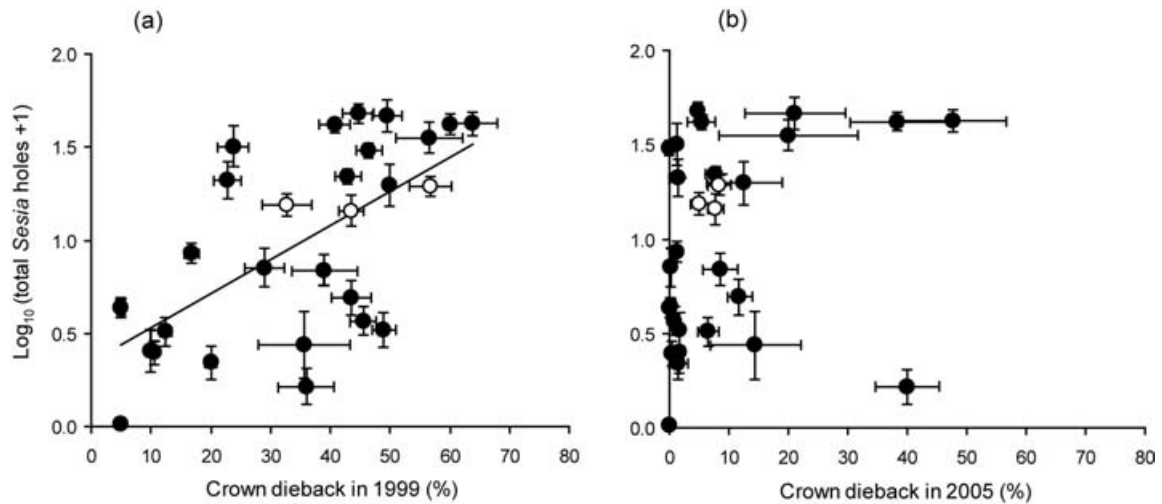 (a)
(b)
Log₁₀ (total Sesia holes +1)
2.0
1.5
1.0
0.5
0.0
0 10 20 30 40 50 60 70 80
Crown dieback in 1999 (%)
2.0
1.5
1.0
0.5
0.0
0 10 20 30 40 50 60 70 80
Crown dieback in 2005 (%)